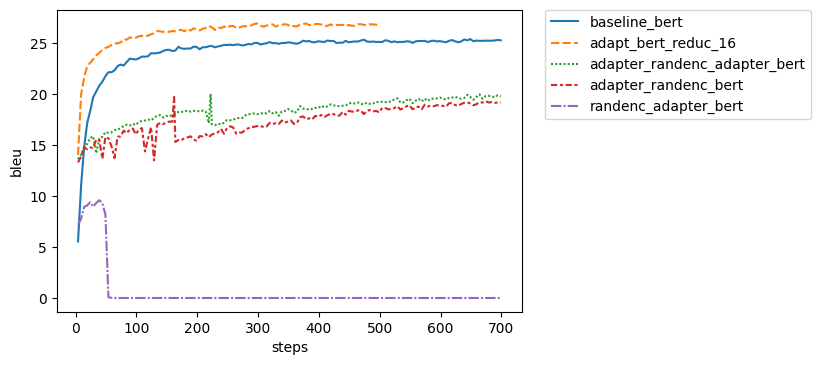 baseline_bert
adapt_bert_reduc_16
adapter_randenc_adapter_bert
adapter_randenc_bert
randenc_adapter_bert
bleu
25
20
15
10
5
0
0 100 200 300 400 500 600 700
steps